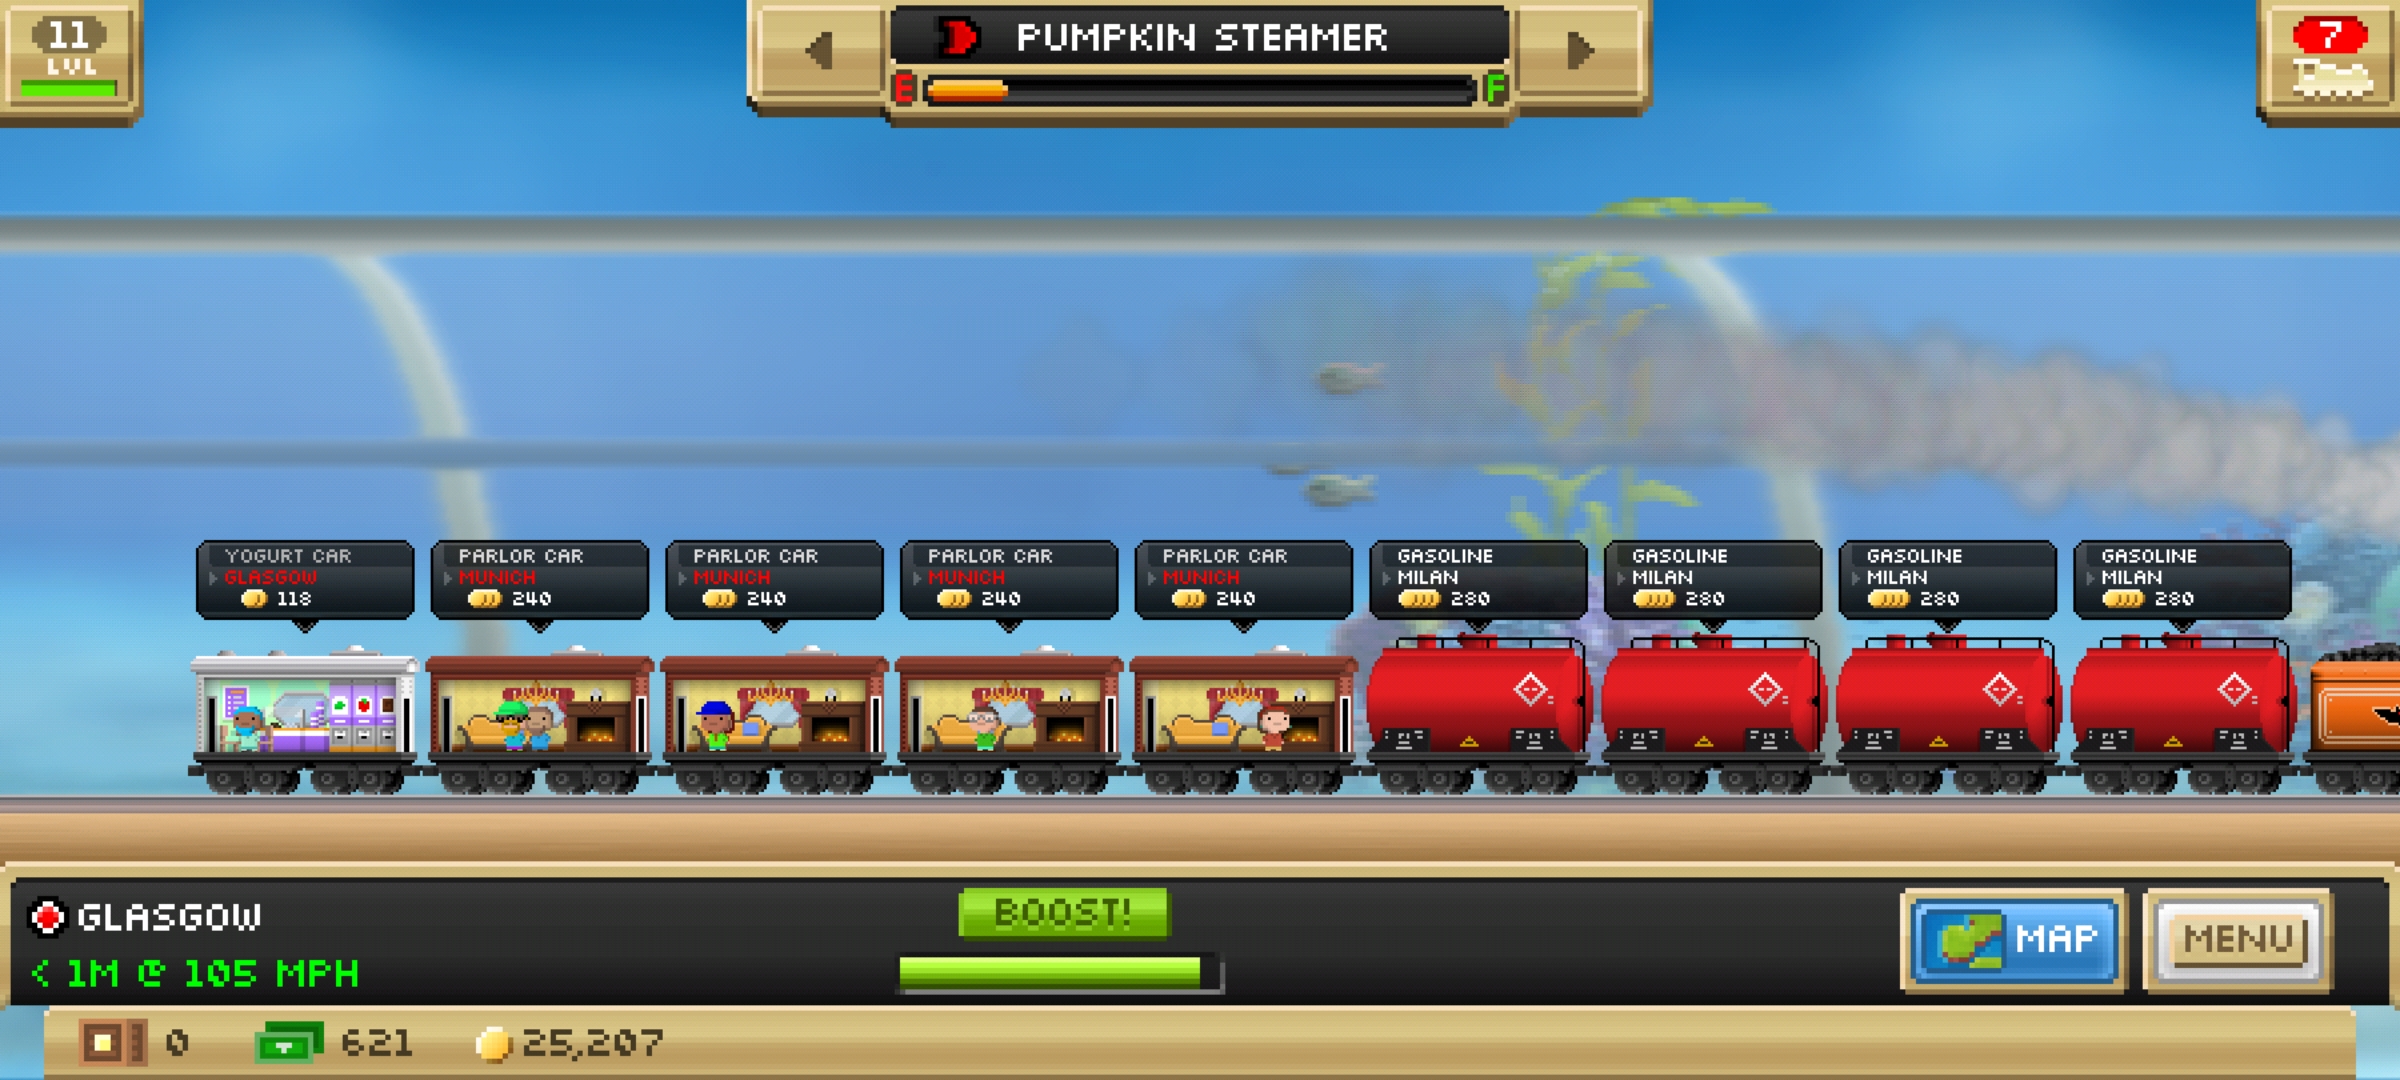 11
LVL
PUMPKIN STEAMER
E F
7
YOGURT CAR
GLASGOW
118
PARLOR CAR
MUNICH
240
PARLOR CAR
MUNICH
240
PARLOR CAR
MUNICH
240
PARLOR CAR
MUNICH
240
GASOLINE
MILAN
280
GASOLINE
MILAN
280
GASOLINE
MILAN
280
GASOLINE
MILAN
280
GLASGOW
< 1M @ 105 MPH
BOOST!
MAP
MENU
0
621
25,207